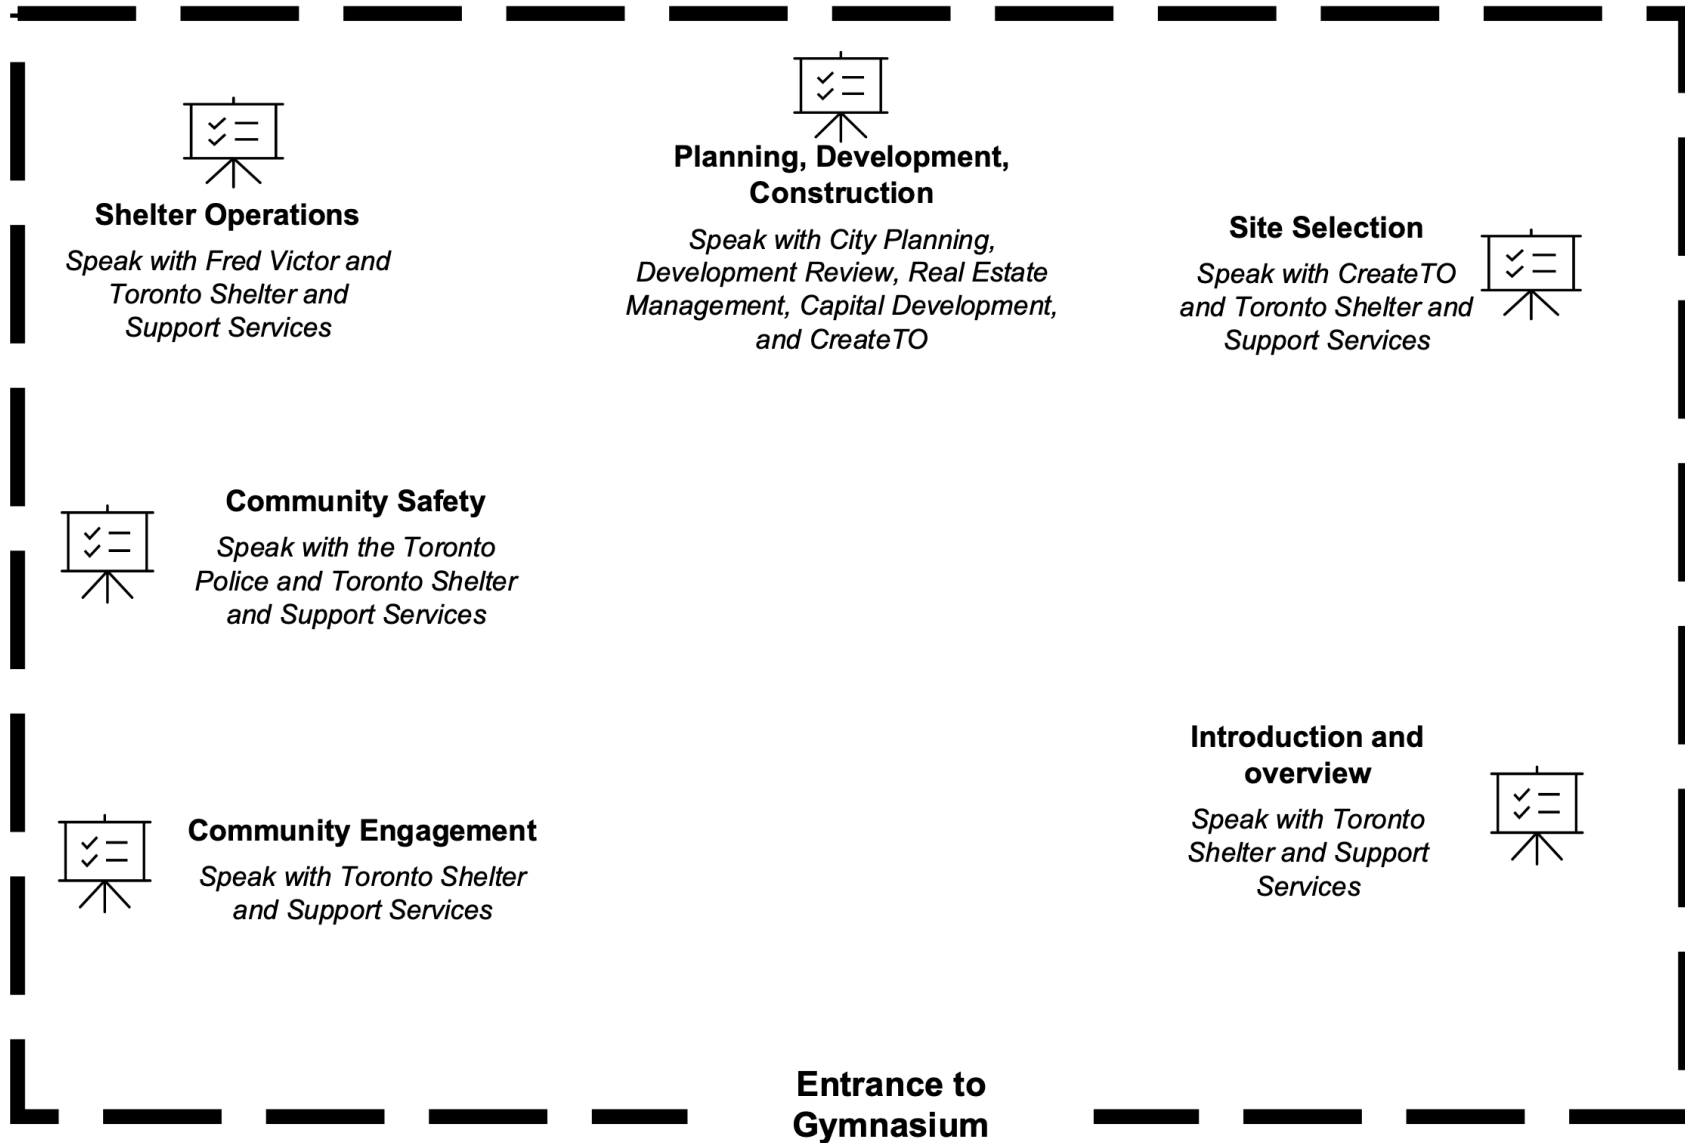 Planning, Development,
Construction
Speak with City Planning,
Development Review, Real Estate
Management, Capital Development,
and CreateTO
Shelter Operations
Speak with Fred Victor and
Toronto Shelter and
Support Services
Site Selection
Speak with CreateTO
and Toronto Shelter and
Support Services
Community Safety
Speak with the Toronto
Police and Toronto Shelter
and Support Services
Introduction and
overview
Speak with Toronto
Shelter and Support
Services
Community Engagement
Speak with Toronto Shelter
and Support Services
Entrance to
Gymnasium